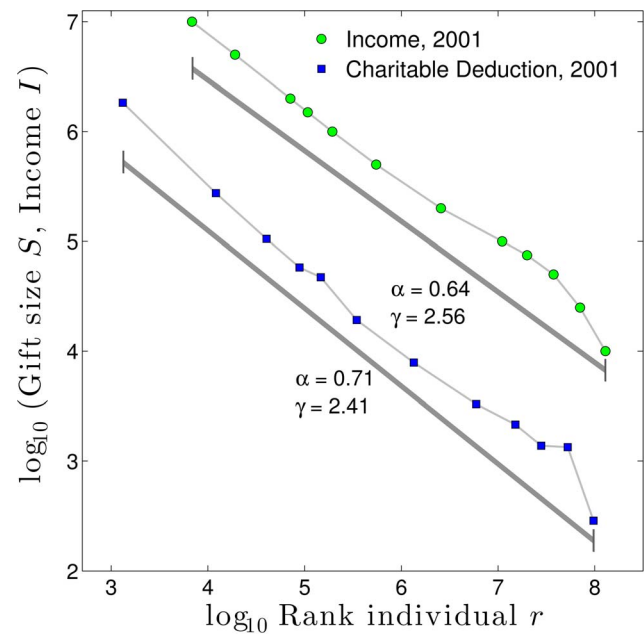 7
6
5
4
3
2
log10 (Gift size S, Income I)
Income, 2001
Charitable Deduction, 2001
α = 0.64
γ = 2.56
α = 0.71
γ = 2.41
3 4 5 6 7 8
log10 Rank individual r